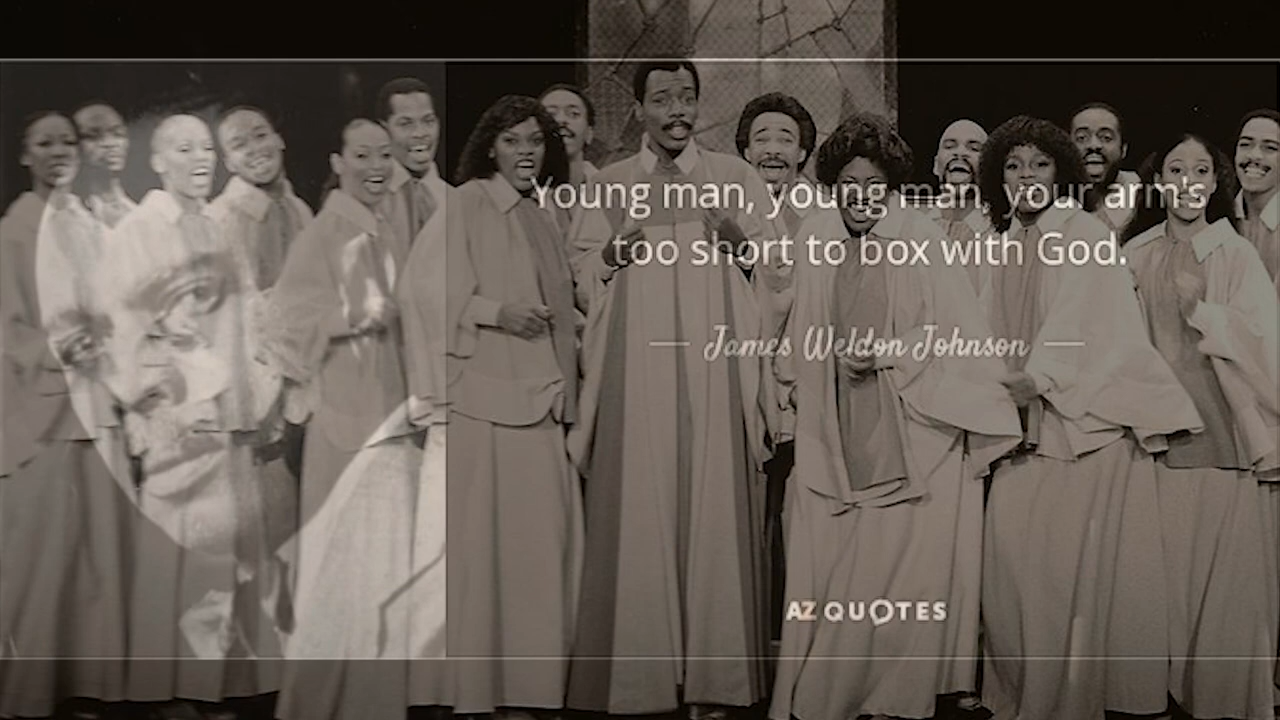 Young man, young man, your arm's
too short to box with God.
James Weldon Johnson
AZ QUOTES